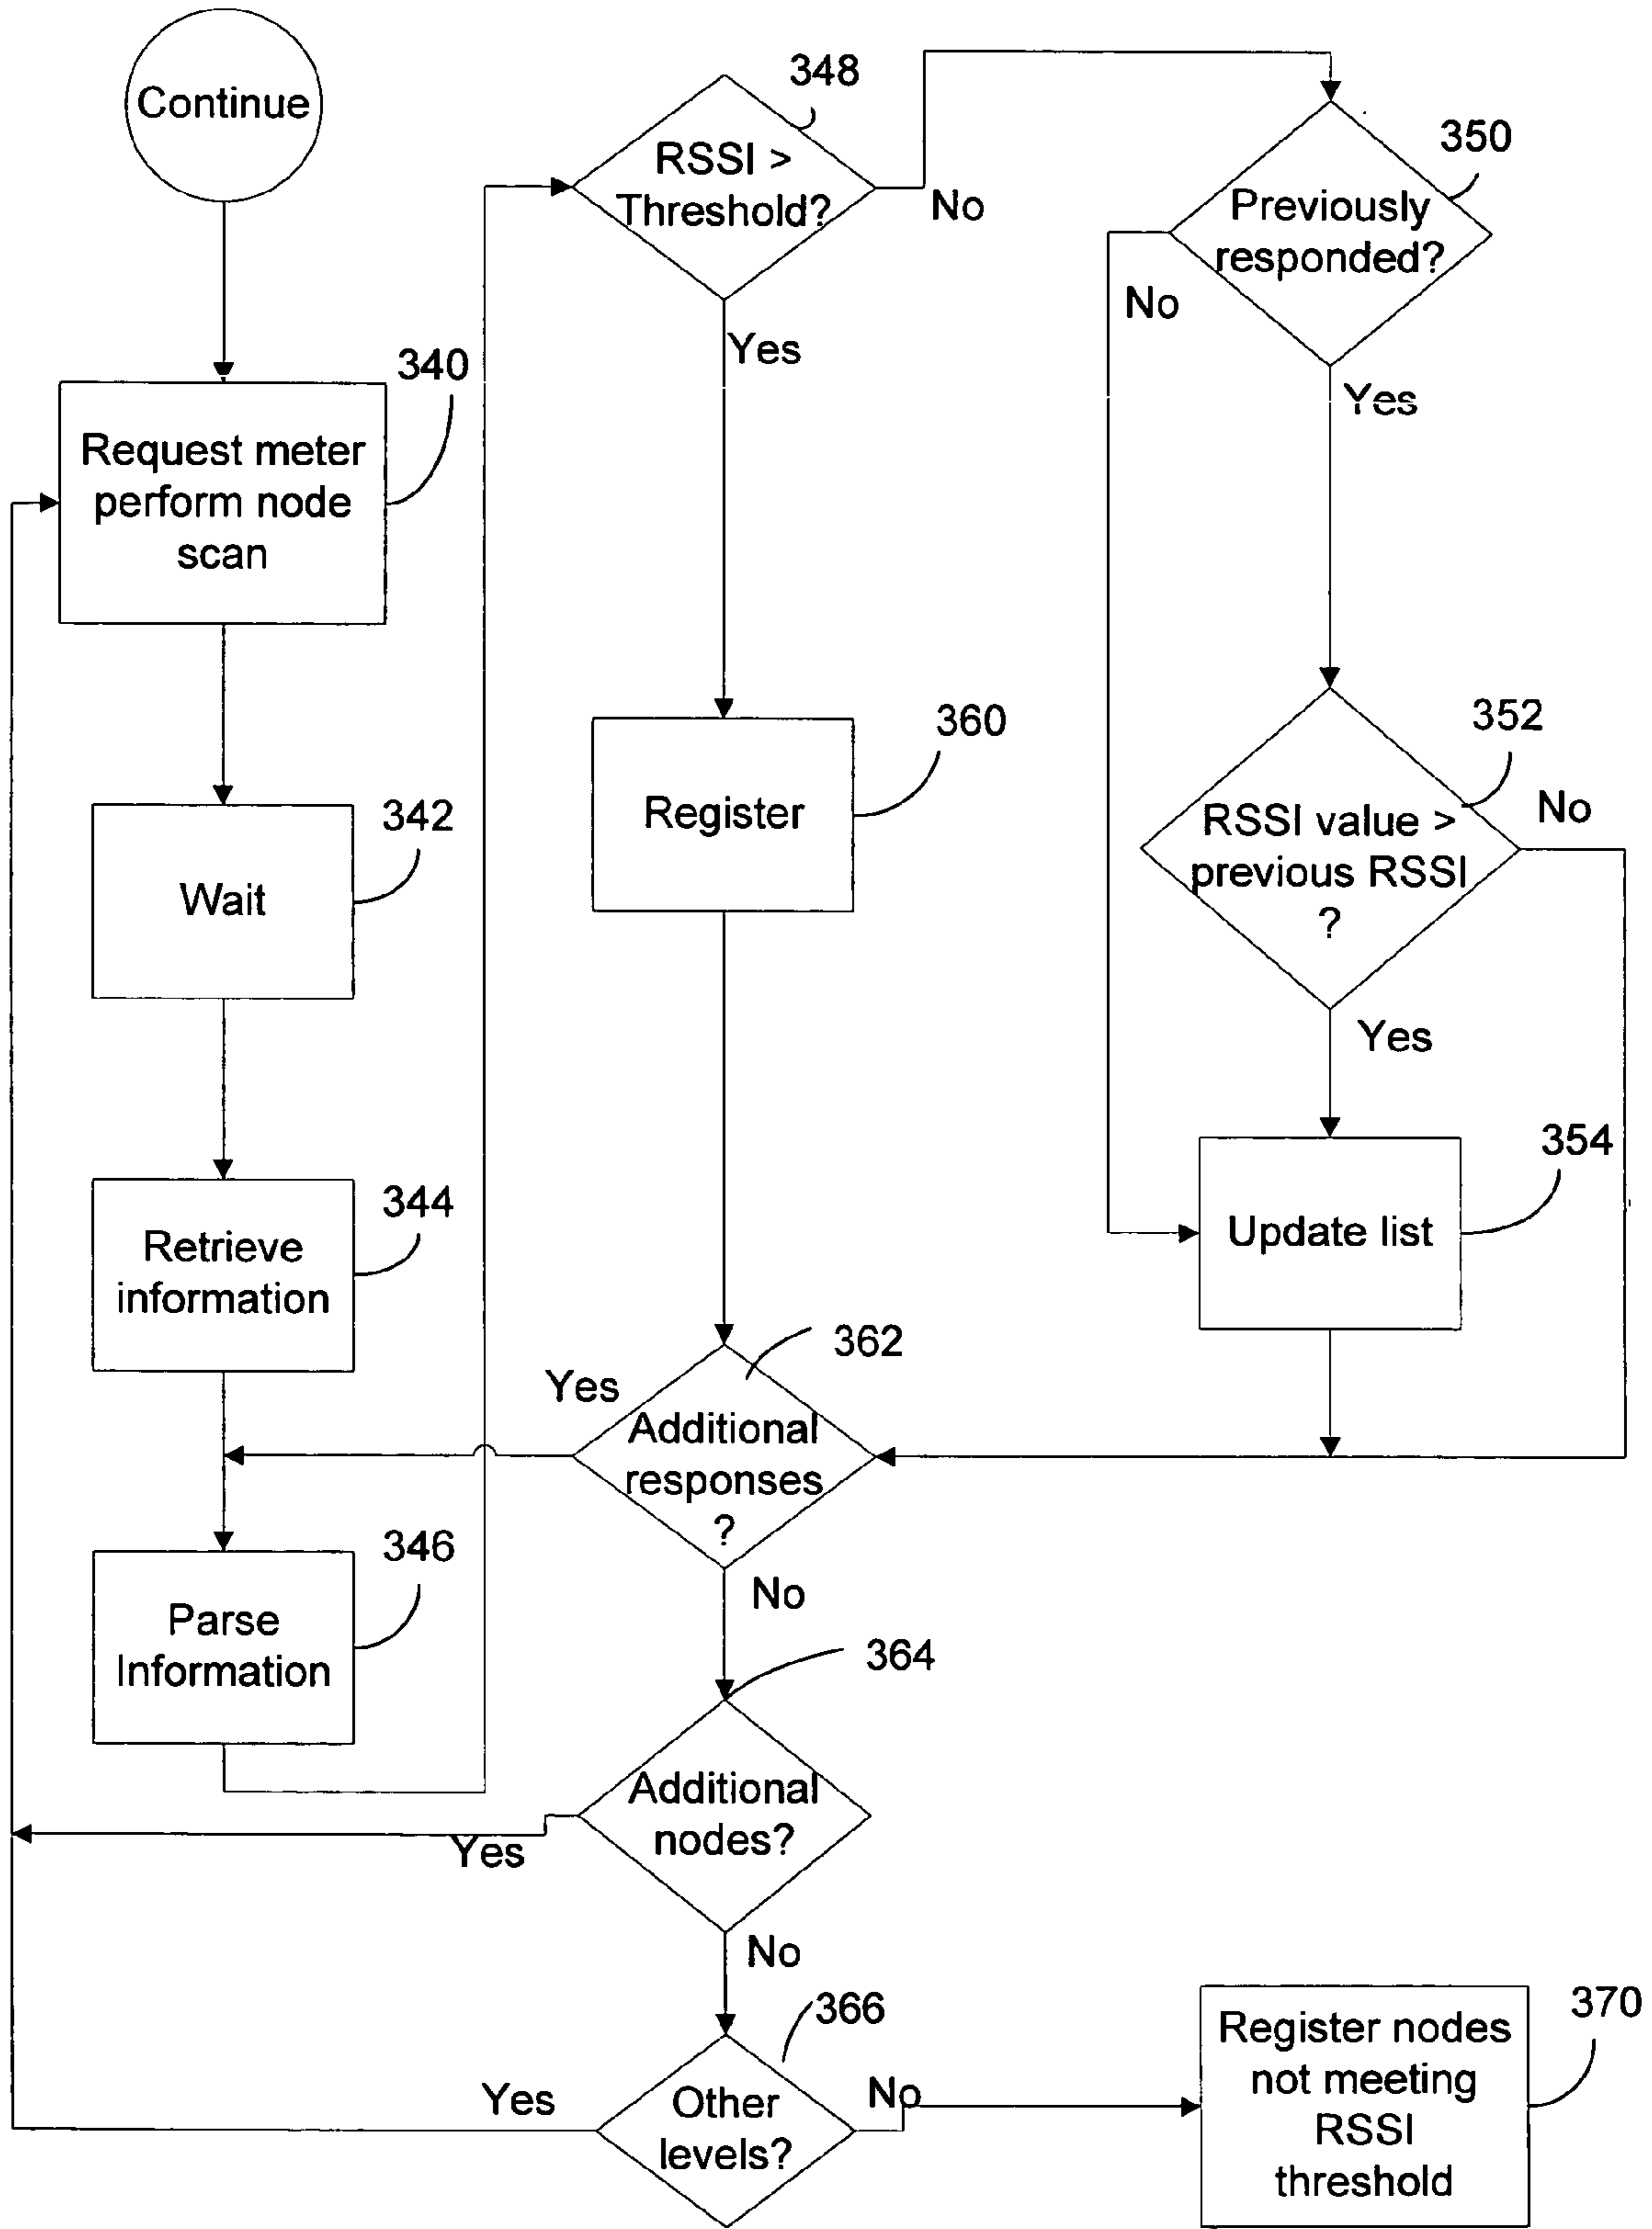 Continue
340
Request meter
perform node
scan
342
Wait
344
Retrieve
information
346
Parse
Information
348
RSSI >
Threshold?
No
Yes
350
Previously
responded?
No
Yes
352
RSSI value >
previous RSSI
?
No
Yes
354
Update list
360
Register
362
Yes
Additional
responses
?
No
364
Additional
nodes?
Yes
No
366
Other
levels?
Yes
No
370
Register nodes
not meeting
RSSI
threshold